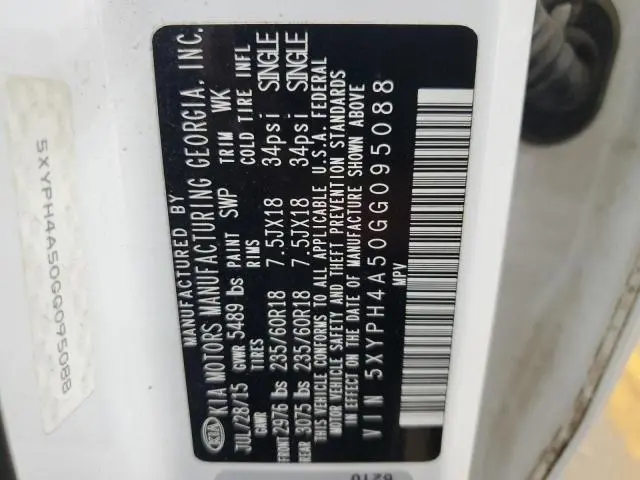 MANUFACTURED BY
KIA KIA MOTORS MANUFACTURING GEORGIA, INC.
JUL/28/15 PAINT SWP TRIM WK
GVWR 5489 lbs
GAWR TIRES RIMS COLD TIRE INFL
FRONT 2976 lbs 235/60R18 7.5JX18 34psi SINGLE
REAR 3075 lbs 235/60R18 7.5JX18 34psi SINGLE
THIS VEHICLE CONFORMS TO ALL APPLICABLE U.S.A. FEDERAL
MOTOR VEHICLE SAFETY AND THEFT PREVENTION STANDARDS
IN EFFECT ON THE DATE OF MANUFACTURE SHOWN ABOVE
VIN 5XYPH4A50GG095088
MPV
5XYPH4A50GG095088
6210